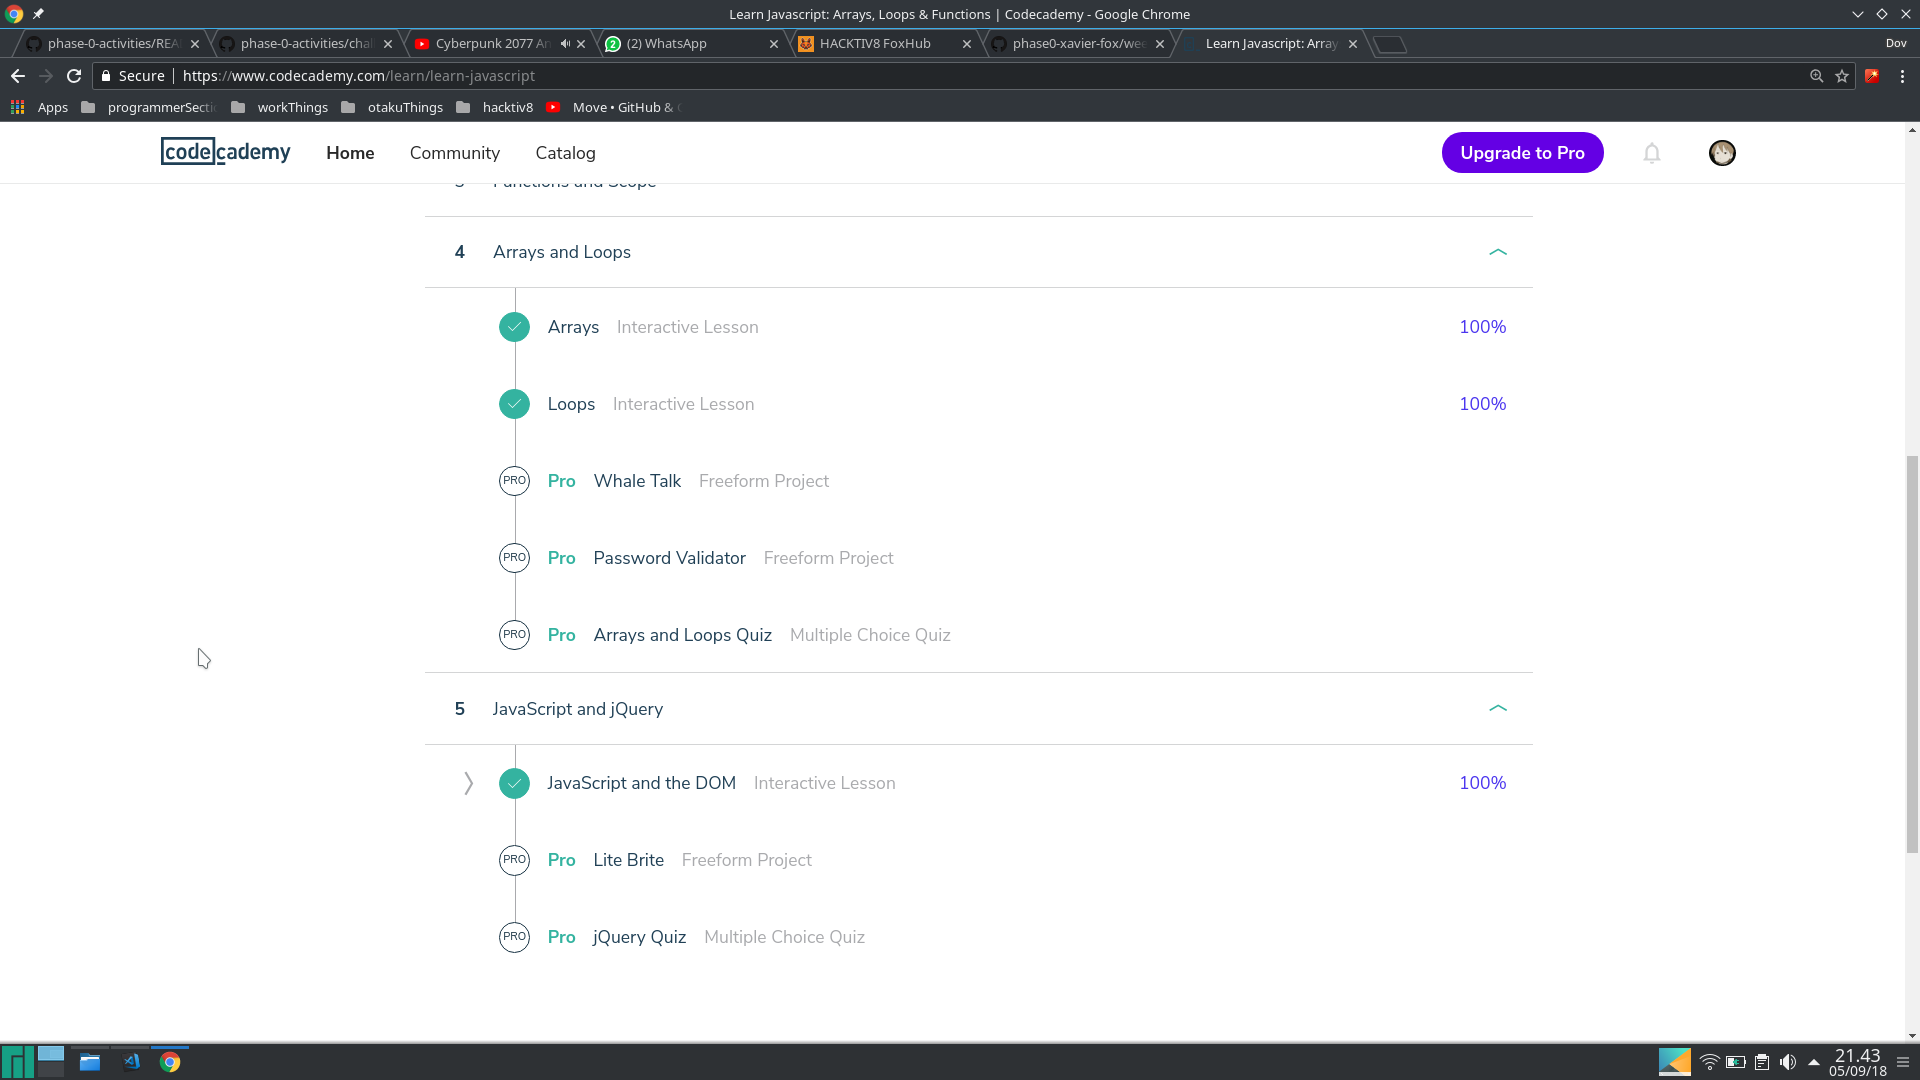 Learn Javascript: Arrays, Loops & Functions | Codecademy - Google Chrome
phase-0-activities/REA
phase-0-activities/chal
Cyberpunk 2077 An
(2) WhatsApp
HACKTIV8 FoxHub
phase0-xavier-fox/wee
Learn Javascript: Array
Dov
Secure | https://www.codecademy.com/learn/learn-javascript
Apps
programmerSecti
workThings
otakuThings
hacktiv8
Move • GitHub &
codecademy
Home
Community
Catalog
Upgrade to Pro
3 Functions and Scope
4 Arrays and Loops
Arrays Interactive Lesson 100%
Loops Interactive Lesson 100%
PRO Pro Whale Talk Freeform Project
PRO Pro Password Validator Freeform Project
PRO Pro Arrays and Loops Quiz Multiple Choice Quiz
5 JavaScript and jQuery
JavaScript and the DOM Interactive Lesson 100%
PRO Pro Lite Brite Freeform Project
PRO Pro jQuery Quiz Multiple Choice Quiz
21.43
05/09/18